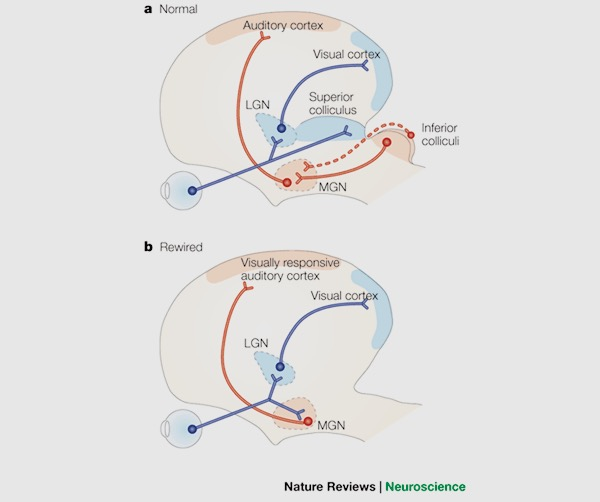 a Normal
Auditory cortex
Visual cortex
LGN
Superior
colliculus
Inferior
colliculi
MGN
b Rewired
Visually responsive
auditory cortex
Visual cortex
LGN
MGN
Nature Reviews | Neuroscience